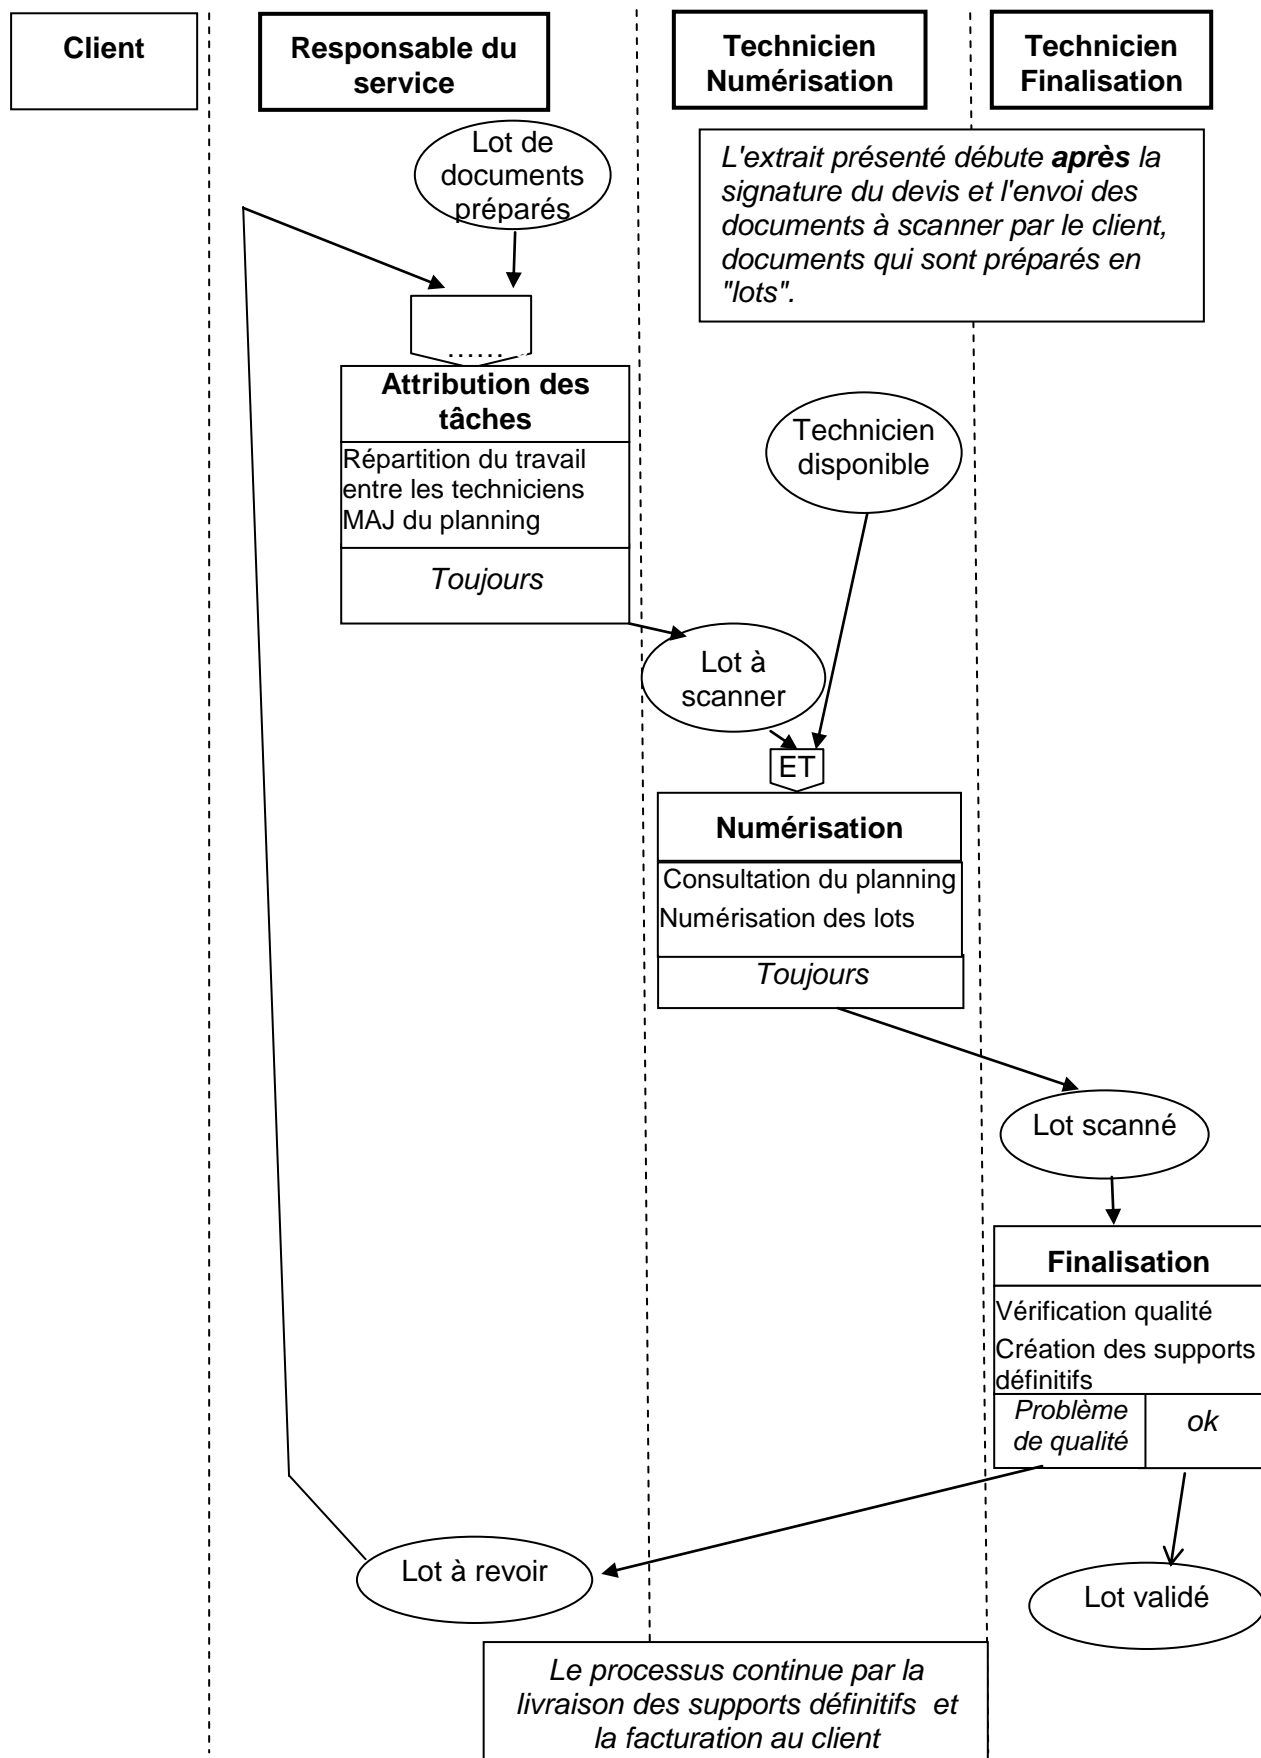 Client
Responsable du
service
Technicien
Numérisation
Technicien
Finalisation
Lot de
documents
préparés
L'extrait présenté débute après la
signature du devis et l'envoi des
documents à scanner par le client,
documents qui sont préparés en
"lots".
......
Attribution des
tâches
Répartition du travail
entre les techniciens
MAJ du planning
Toujours
Technicien
disponible
Lot à
scanner
ET
Numérisation
Consultation du planning
Numérisation des lots
Toujours
Lot scanné
Finalisation
Vérification qualité
Création des supports
définitifs
Problème
de qualité
ok
Lot à revoir
Lot validé
Le processus continue par la
livraison des supports définitifs et
la facturation au client